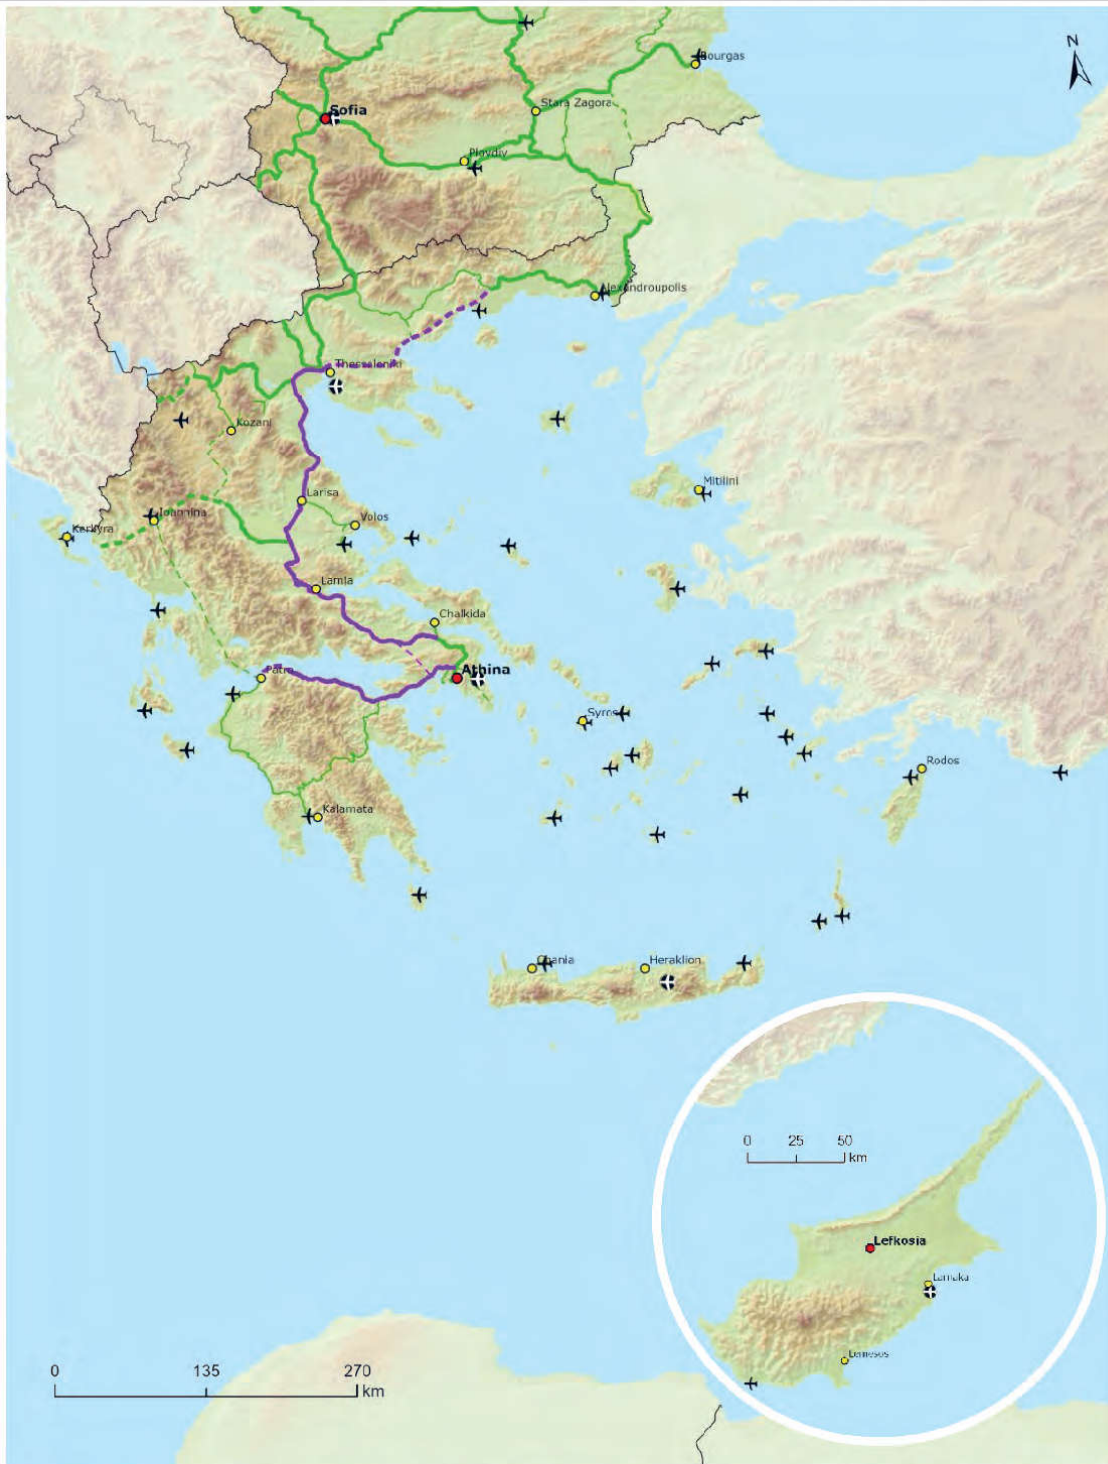 N
Bourgas
Stara Zagora
Sofia
Plovdiv
Alexandroupolis
Thessaloniki
Kozani
Mitilini
Larisa
Ioannina
Volos
Kerkyra
Lamia
Chalkida
Patra
Athina
Syros
Rodos
Kalamata
Chania
Heraklion
0 25 50
km
Lefkosia
Larnaka
Lemesos
0 135 270
km